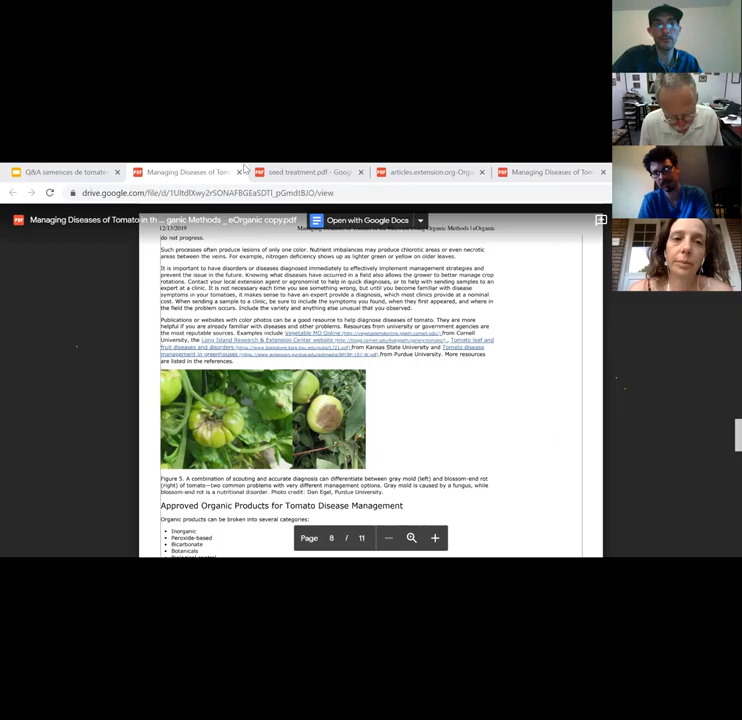 Q&A semences de tomate
Managing Diseases of Tom
seed treatment.pdf - Goog
articles.extension.org-Orga
Managing Diseases of Tom
drive.google.com/file/d/
/view
Managing Diseases of Tomato in th ... ganic Methods _ eOrganic copy.pdf
Open with Google Docs
12/13/2019
do not progress.
Such processes often produce lesions of only one color. Nutrient imbalances may produce chlorotic areas or even necrotic
areas between the veins. For example, nitrogen deficiency shows up as lighter green or yellow on older leaves.
It is important to have disorders or diseases diagnosed immediately to effectively implement management strategies and
prevent the issue in the future. Knowing what diseases have occurred in a field also allows the grower to better manage crop
rotations. Contact your local extension agent or agronomist to help in quick diagnoses, or to help with sending samples to an
expert at a clinic. It is not necessary each time you see something wrong, but until you become familiar with disease
symptoms in your tomatoes, it makes sense to have an expert provide a diagnosis, which most clinics provide at a nominal
cost. When sending a sample to a clinic, be sure to include the symptoms you found, when they first appeared, and where in
the field the problem occurs. Include the variety and anything else unusual that you observed.
Publications or websites with color photos can be a good resource to help diagnose diseases of tomato. They are more
helpful if you are already familiar with diseases and other problems. Resources from university or government agencies are
the most reputable sources. Examples include Vegetable MD Online from Cornell
University, the Long Island Research & Extension Center website , Tomato leaf and
fruit diseases and disorders from Kansas State University and Tomato disease
management in greenhouses from Purdue University. More resources
are listed in the references.
Figure 5. A combination of scouting and accurate diagnosis can differentiate between gray mold (left) and blossom-end rot
(right) of tomato—two common problems with very different management options. Gray mold is caused by a fungus, while
blossom-end rot is a nutritional disorder. Photo credit: Dan Egel, Purdue University.
Approved Organic Products for Tomato Disease Management
Organic products can be broken into several categories:
• Inorganic
• Peroxide-based
• Bicarbonate
• Botanicals
Page 8 / 11